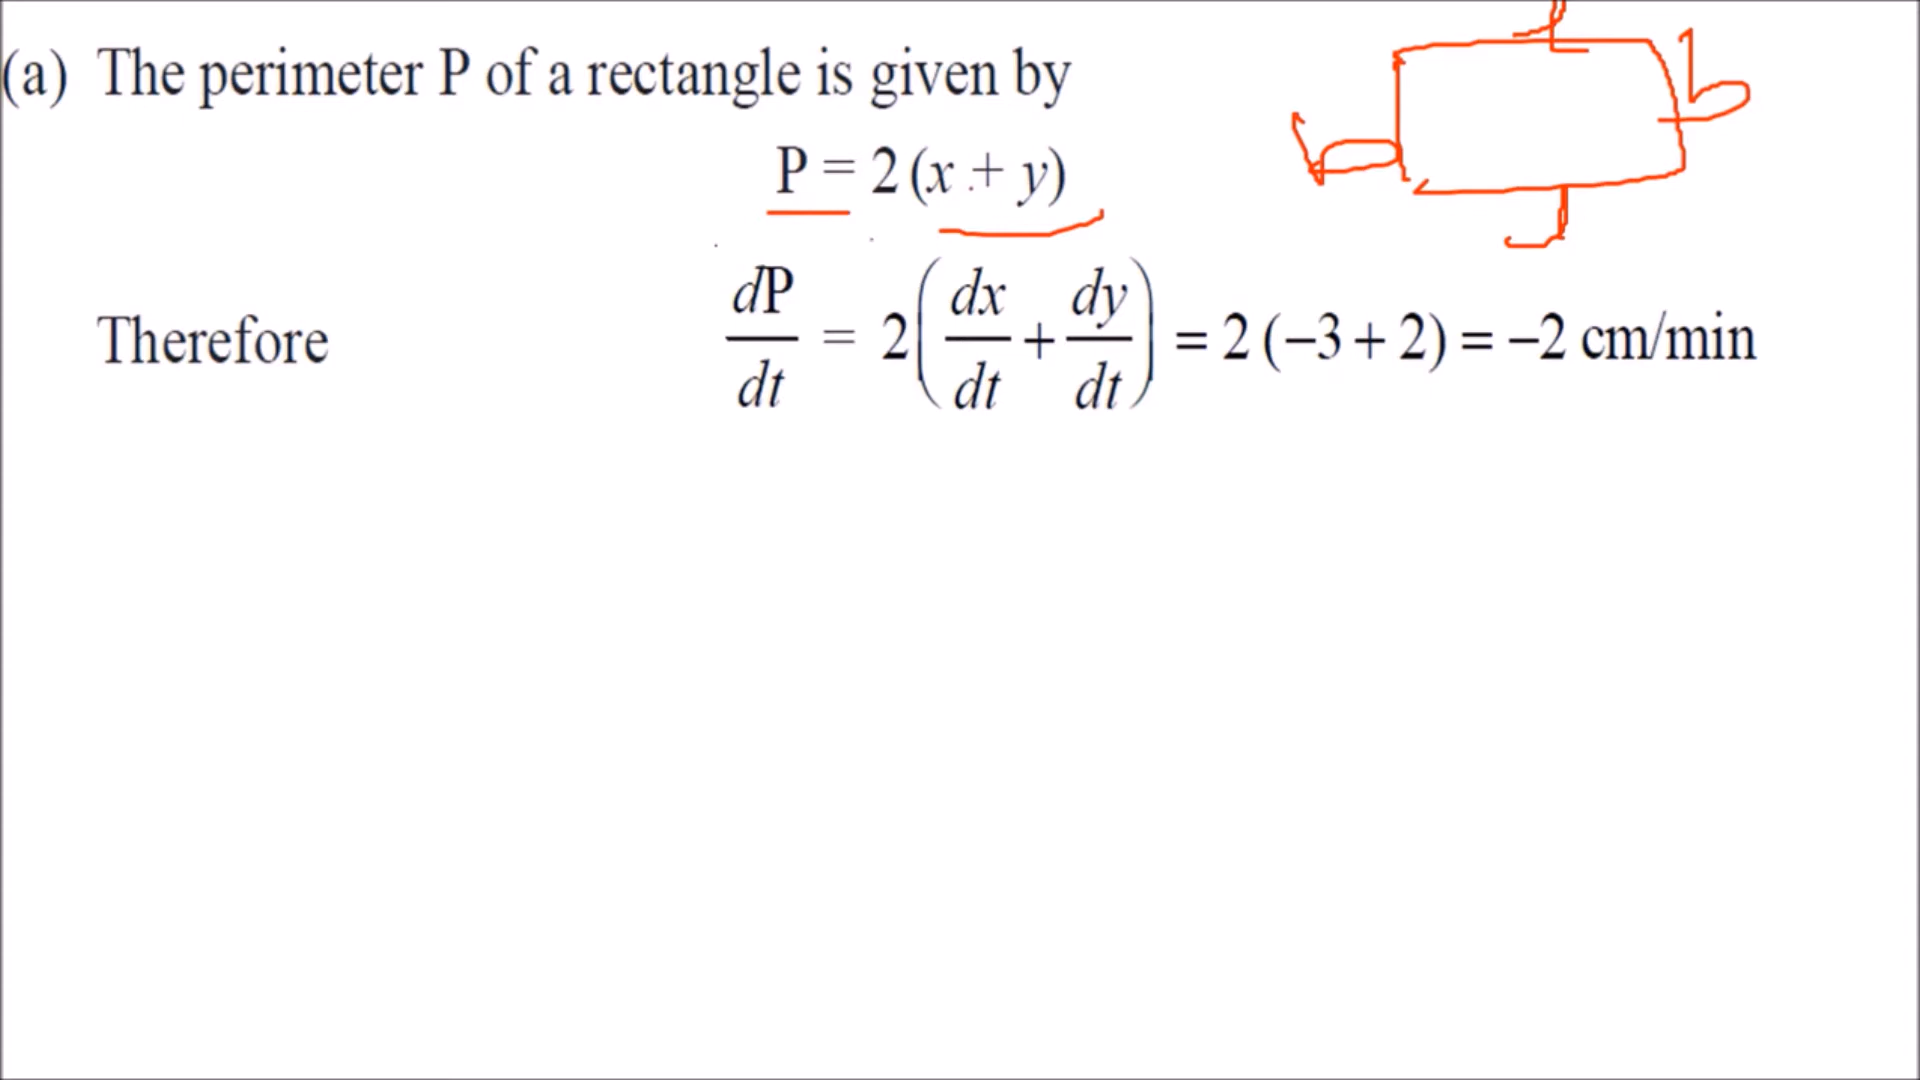 (a) The perimeter P of a rectangle is given by
P = 2 (x + y)
Therefore dP/dt = 2(dx/dt + dy/dt) = 2 (−3 + 2) = −2 cm/min
b